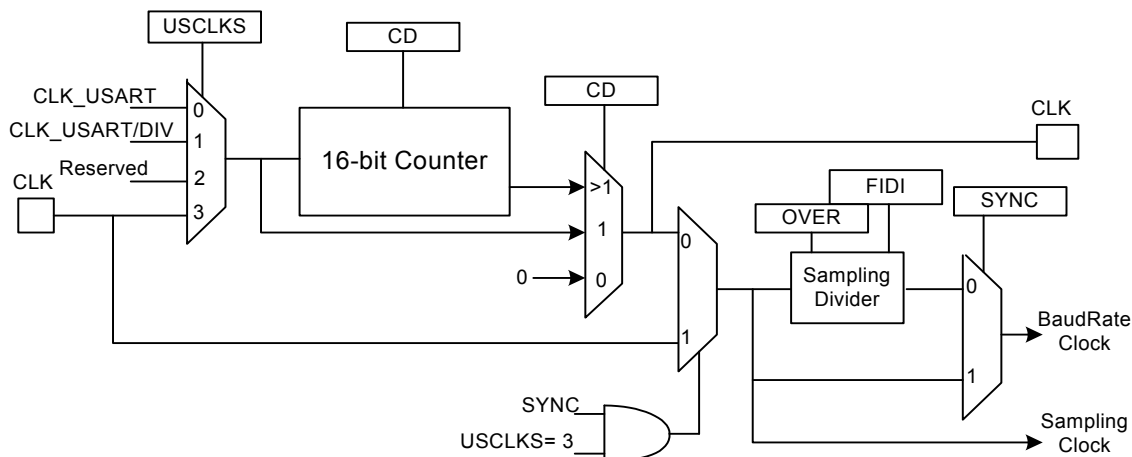 USCLKS
CD
CLK_USART
CLK_USART/DIV
Reserved
CLK
0
1
2
3
16-bit Counter
CD
>1
1
0
0
CLK
0
1
FIDI
OVER
Sampling
Divider
SYNC
0
1
BaudRate
Clock
Sampling
Clock
SYNC
USCLKS= 3